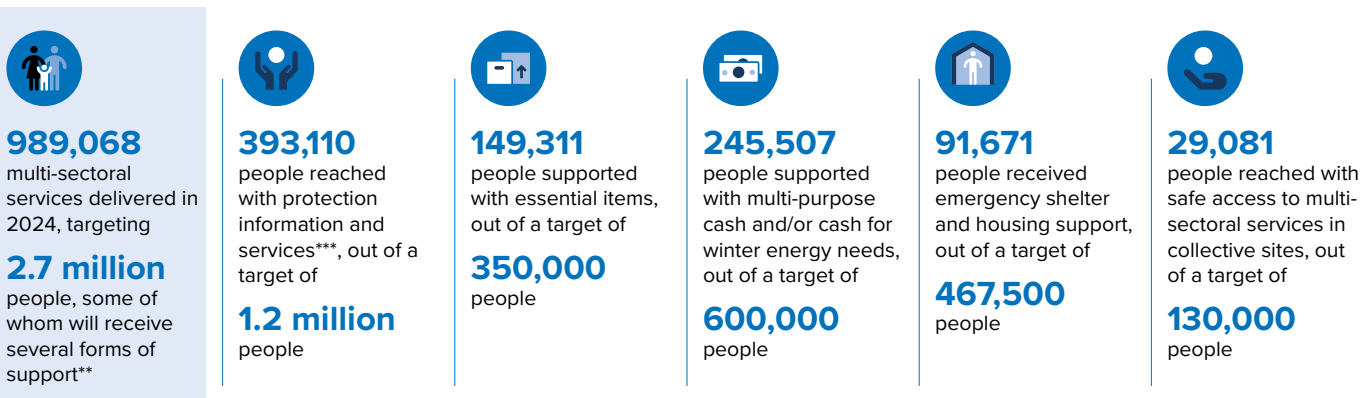 989,068
multi-sectoral
services delivered in
2024, targeting
2.7 million
people, some of
whom will receive
several forms of
support**
393,110
people reached
with protection
information and
services***, out of a
target of
1.2 million
people
149,311
people supported
with essential items,
out of a target of
350,000
people
245,507
people supported
with multi-purpose
cash and/or cash for
winter energy needs,
out of a target of
600,000
people
91,671
people received
emergency shelter
and housing support,
out of a target of
467,500
people
29,081
people reached with
safe access to multi-
sectoral services in
collective sites, out
of a target of
130,000
people